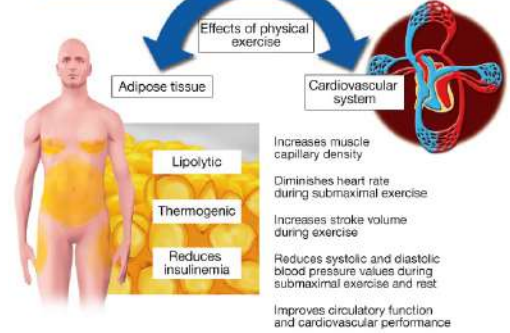 Effects of physical
exercise
Adipose tissue
Cardiovascular
system
Lipolytic
Thermogenic
Reduces
insulinemia
Increases muscle
capillary density
Diminishes heart rate
during submaximal exercise
Increases stroke volume
during exercise
Reduces systolic and diastolic
blood pressure values during
submaximal exercise and rest
Improves circulatory function
and cardiovascular performance